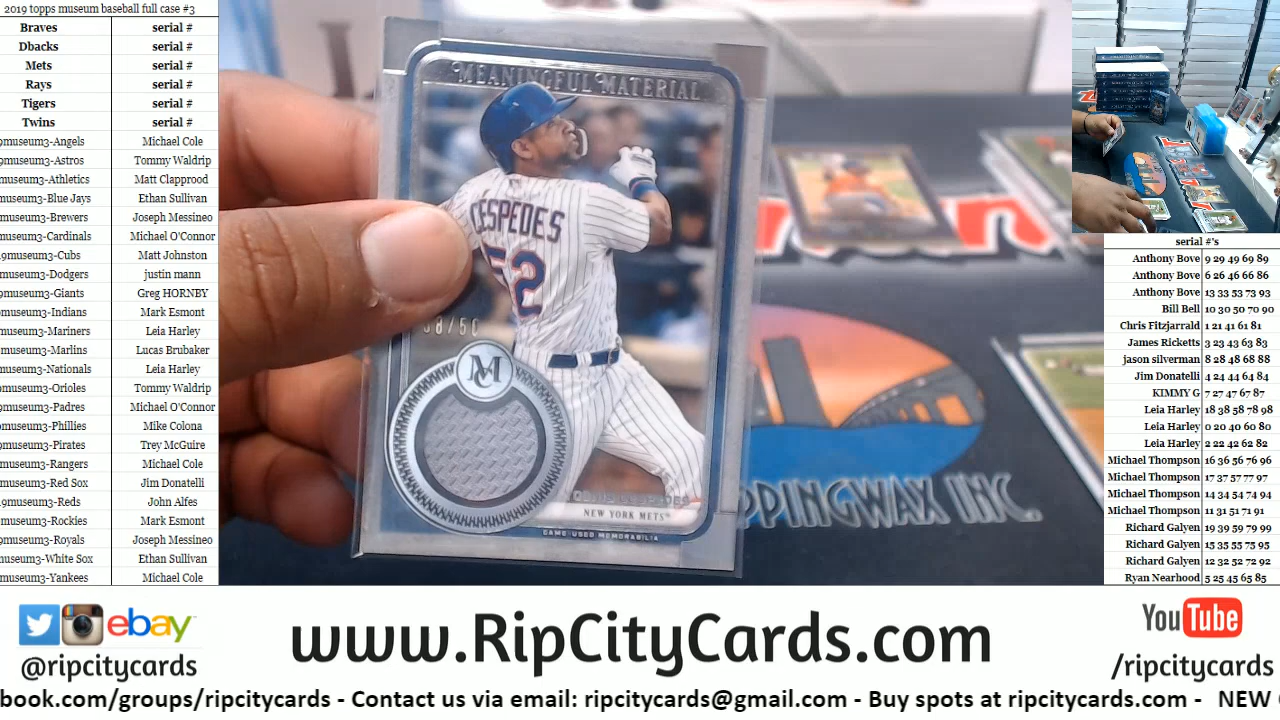 2019 topps museum baseball full case #3
Braves serial #
Dbacks serial #
Mets serial #
Rays serial #
Tigers serial #
Twins serial #
9museum3-Angels Michael Cole
museum3-Astros Tommy Waldrip
museum3-Athletics Matt Clapprood
museum3-Blue Jays Ethan Sullivan
museum3-Brewers Joseph Messineo
museum3-Cardinals Michael O'Connor
9museum3-Cubs Matt Johnston
museum3-Dodgers justin mann
9museum3-Giants Greg HORNBY
museum3-Indians Mark Esmont
museum3-Mariners Leia Harley
museum3-Marlins Lucas Brubaker
museum3-Nationals Leia Harley
museum3-Orioles Tommy Waldrip
museum3-Padres Michael O'Connor
museum3-Phillies Mike Colona
museum3-Pirates Trey McGuire
museum3-Rangers Michael Cole
museum3-Red Sox Jim Donatelli
9museum3-Reds John Alfes
museum3-Rockies Mark Esmont
museum3-Royals Joseph Messineo
museum3-White Sox Ethan Sullivan
museum3-Yankees Michael Cole
MEANINGFUL MATERIAL
CESPEDES
52
/50
MC
NEW YORK METS
GAME-USED MEMORABILIA
PPINGWAX INC.
serial #'s
Anthony Bove 9 29 49 69 89
Anthony Bove 6 26 46 66 86
Anthony Bove 13 33 53 73 93
Bill Bell 10 30 50 70 90
Chris Fitzjarrald 1 21 41 61 81
James Ricketts 3 23 43 63 83
jason silverman 8 28 48 68 88
Jim Donatelli 4 24 44 64 84
KIMMY G 7 27 47 67 87
Leia Harley 18 38 58 78 98
Leia Harley 0 20 40 60 80
Leia Harley 2 22 42 62 82
Michael Thompson 16 36 56 76 96
Michael Thompson 17 37 57 77 97
Michael Thompson 14 34 54 74 94
Michael Thompson 11 31 51 71 91
Richard Galyen 19 39 59 79 99
Richard Galyen 15 35 55 75 95
Richard Galyen 12 32 52 72 92
Ryan Nearhood 5 25 45 65 85
ebay
@ripcitycards
www.RipCityCards.com
YouTube
/ripcitycards
book.com/groups/ripcitycards - Contact us via email: ripcitycards@gmail.com - Buy spots at ripcitycards.com - NEW